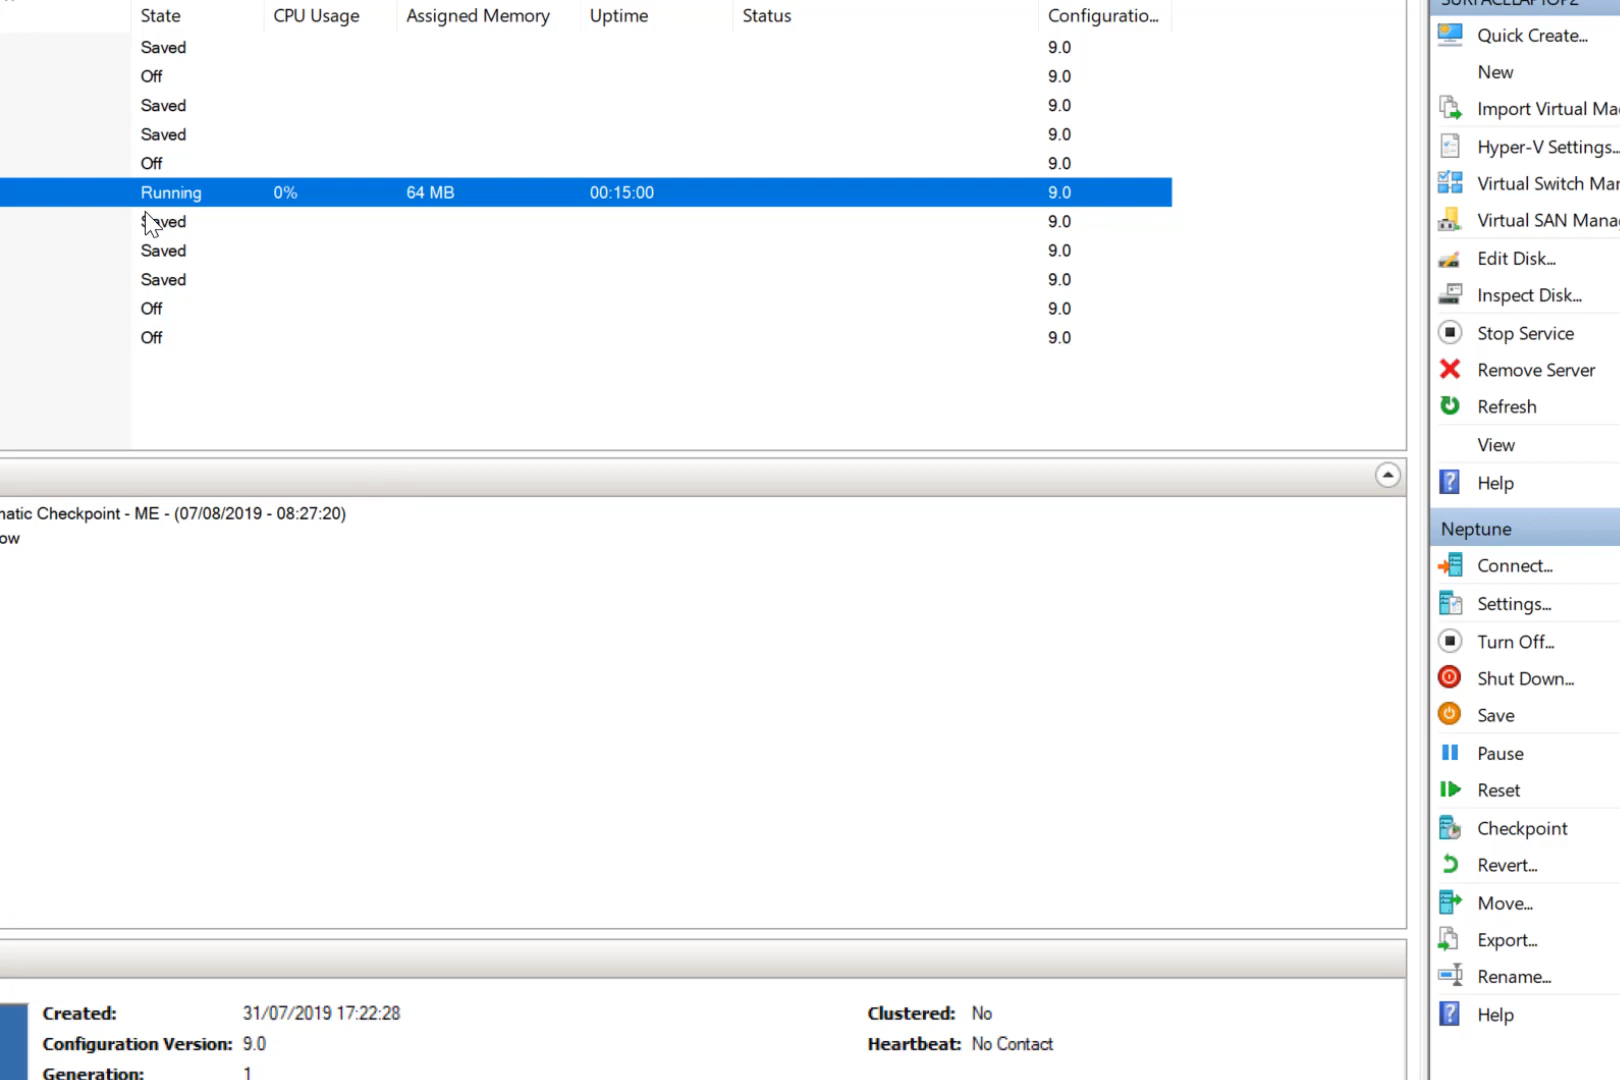 State CPU Usage Assigned Memory Uptime Status Configuratio...
Saved 9.0
Off 9.0
Saved 9.0
Saved 9.0
Off 9.0
Running 0% 64 MB 00:15:00 9.0
Saved 9.0
Saved 9.0
Saved 9.0
Off 9.0
Off 9.0
matic Checkpoint - ME - (07/08/2019 - 08:27:20)
ow
Created: 31/07/2019 17:22:28 Clustered: No
Configuration Version: 9.0 Heartbeat: No Contact
Generation: 1
SURFACELAPTOP2
Quick Create...
New
Import Virtual Ma
Hyper-V Settings...
Virtual Switch Mar
Virtual SAN Mana
Edit Disk...
Inspect Disk...
Stop Service
Remove Server
Refresh
View
Help
Neptune
Connect...
Settings...
Turn Off...
Shut Down...
Save
Pause
Reset
Checkpoint
Revert...
Move...
Export...
Rename...
Help